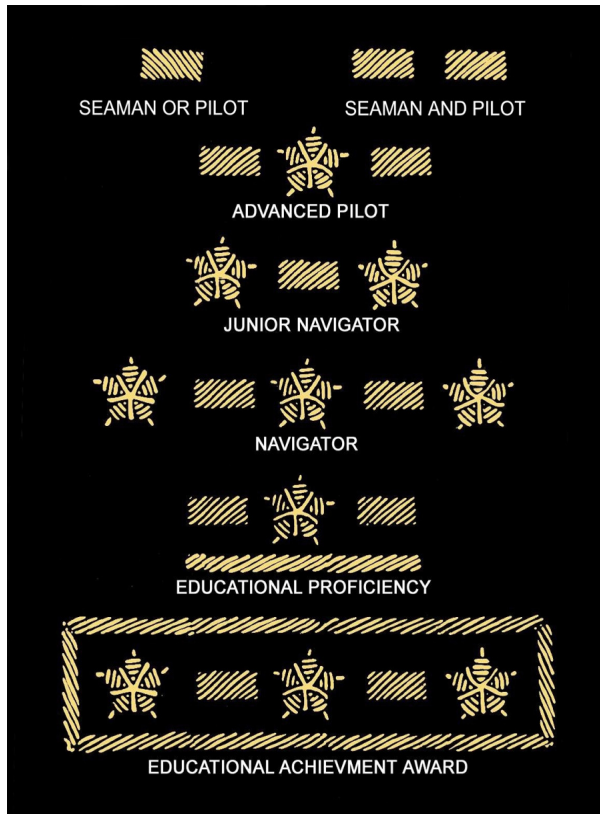 SEAMAN OR PILOT
SEAMAN AND PILOT
ADVANCED PILOT
JUNIOR NAVIGATOR
NAVIGATOR
EDUCATIONAL PROFICIENCY
EDUCATIONAL ACHIEVMENT AWARD